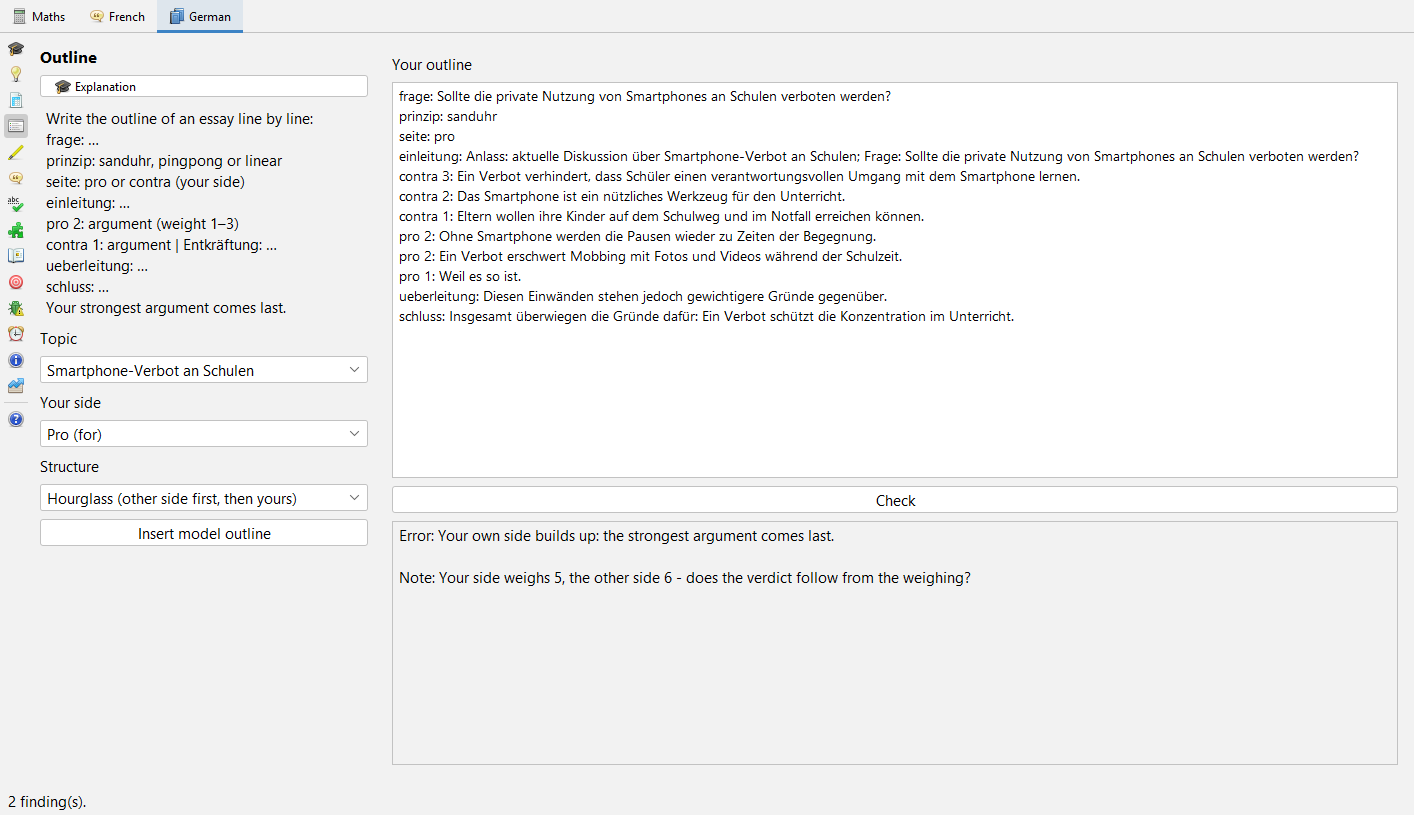 Maths
French
German
Outline
Explanation
Write the outline of an essay line by line:
frage: ...
prinzip: sanduhr, pingpong or linear
seite: pro or contra (your side)
einleitung: ...
pro 2: argument (weight 1–3)
contra 1: argument | Entkräftung: ...
ueberleitung: ...
schluss: ...
Your strongest argument comes last.
Topic
Smartphone-Verbot an Schulen
Your side
Pro (for)
Structure
Hourglass (other side first, then yours)
Insert model outline
Your outline
frage: Sollte die private Nutzung von Smartphones an Schulen verboten werden?
prinzip: sanduhr
seite: pro
einleitung: Anlass: aktuelle Diskussion über Smartphone-Verbot an Schulen; Frage: Sollte die private Nutzung von Smartphones an Schulen verboten werden?
contra 3: Ein Verbot verhindert, dass Schüler einen verantwortungsvollen Umgang mit dem Smartphone lernen.
contra 2: Das Smartphone ist ein nützliches Werkzeug für den Unterricht.
contra 1: Eltern wollen ihre Kinder auf dem Schulweg und im Notfall erreichen können.
pro 2: Ohne Smartphone werden die Pausen wieder zu Zeiten der Begegnung.
pro 2: Ein Verbot erschwert Mobbing mit Fotos und Videos während der Schulzeit.
pro 1: Weil es so ist.
ueberleitung: Diesen Einwänden stehen jedoch gewichtigere Gründe gegenüber.
schluss: Insgesamt überwiegen die Gründe dafür: Ein Verbot schützt die Konzentration im Unterricht.
Check
Error: Your own side builds up: the strongest argument comes last.
Note: Your side weighs 5, the other side 6 - does the verdict follow from the weighing?
2 finding(s).